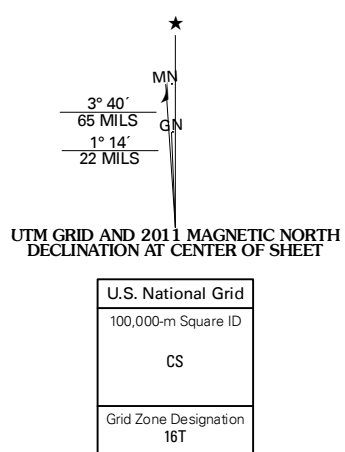 ★
MN
3° 40´
65 MILS
GN
1° 14´
22 MILS
UTM GRID AND 2011 MAGNETIC NORTH
DECLINATION AT CENTER OF SHEET
U.S. National Grid
100,000-m Square ID
CS
Grid Zone Designation
16T